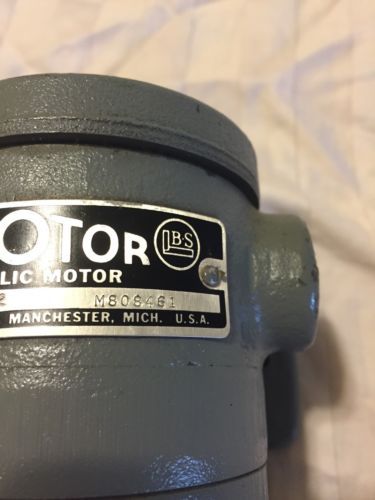 OTOR
LBS
LIC MOTOR
2 M808461
MANCHESTER, MICH. U.S.A.